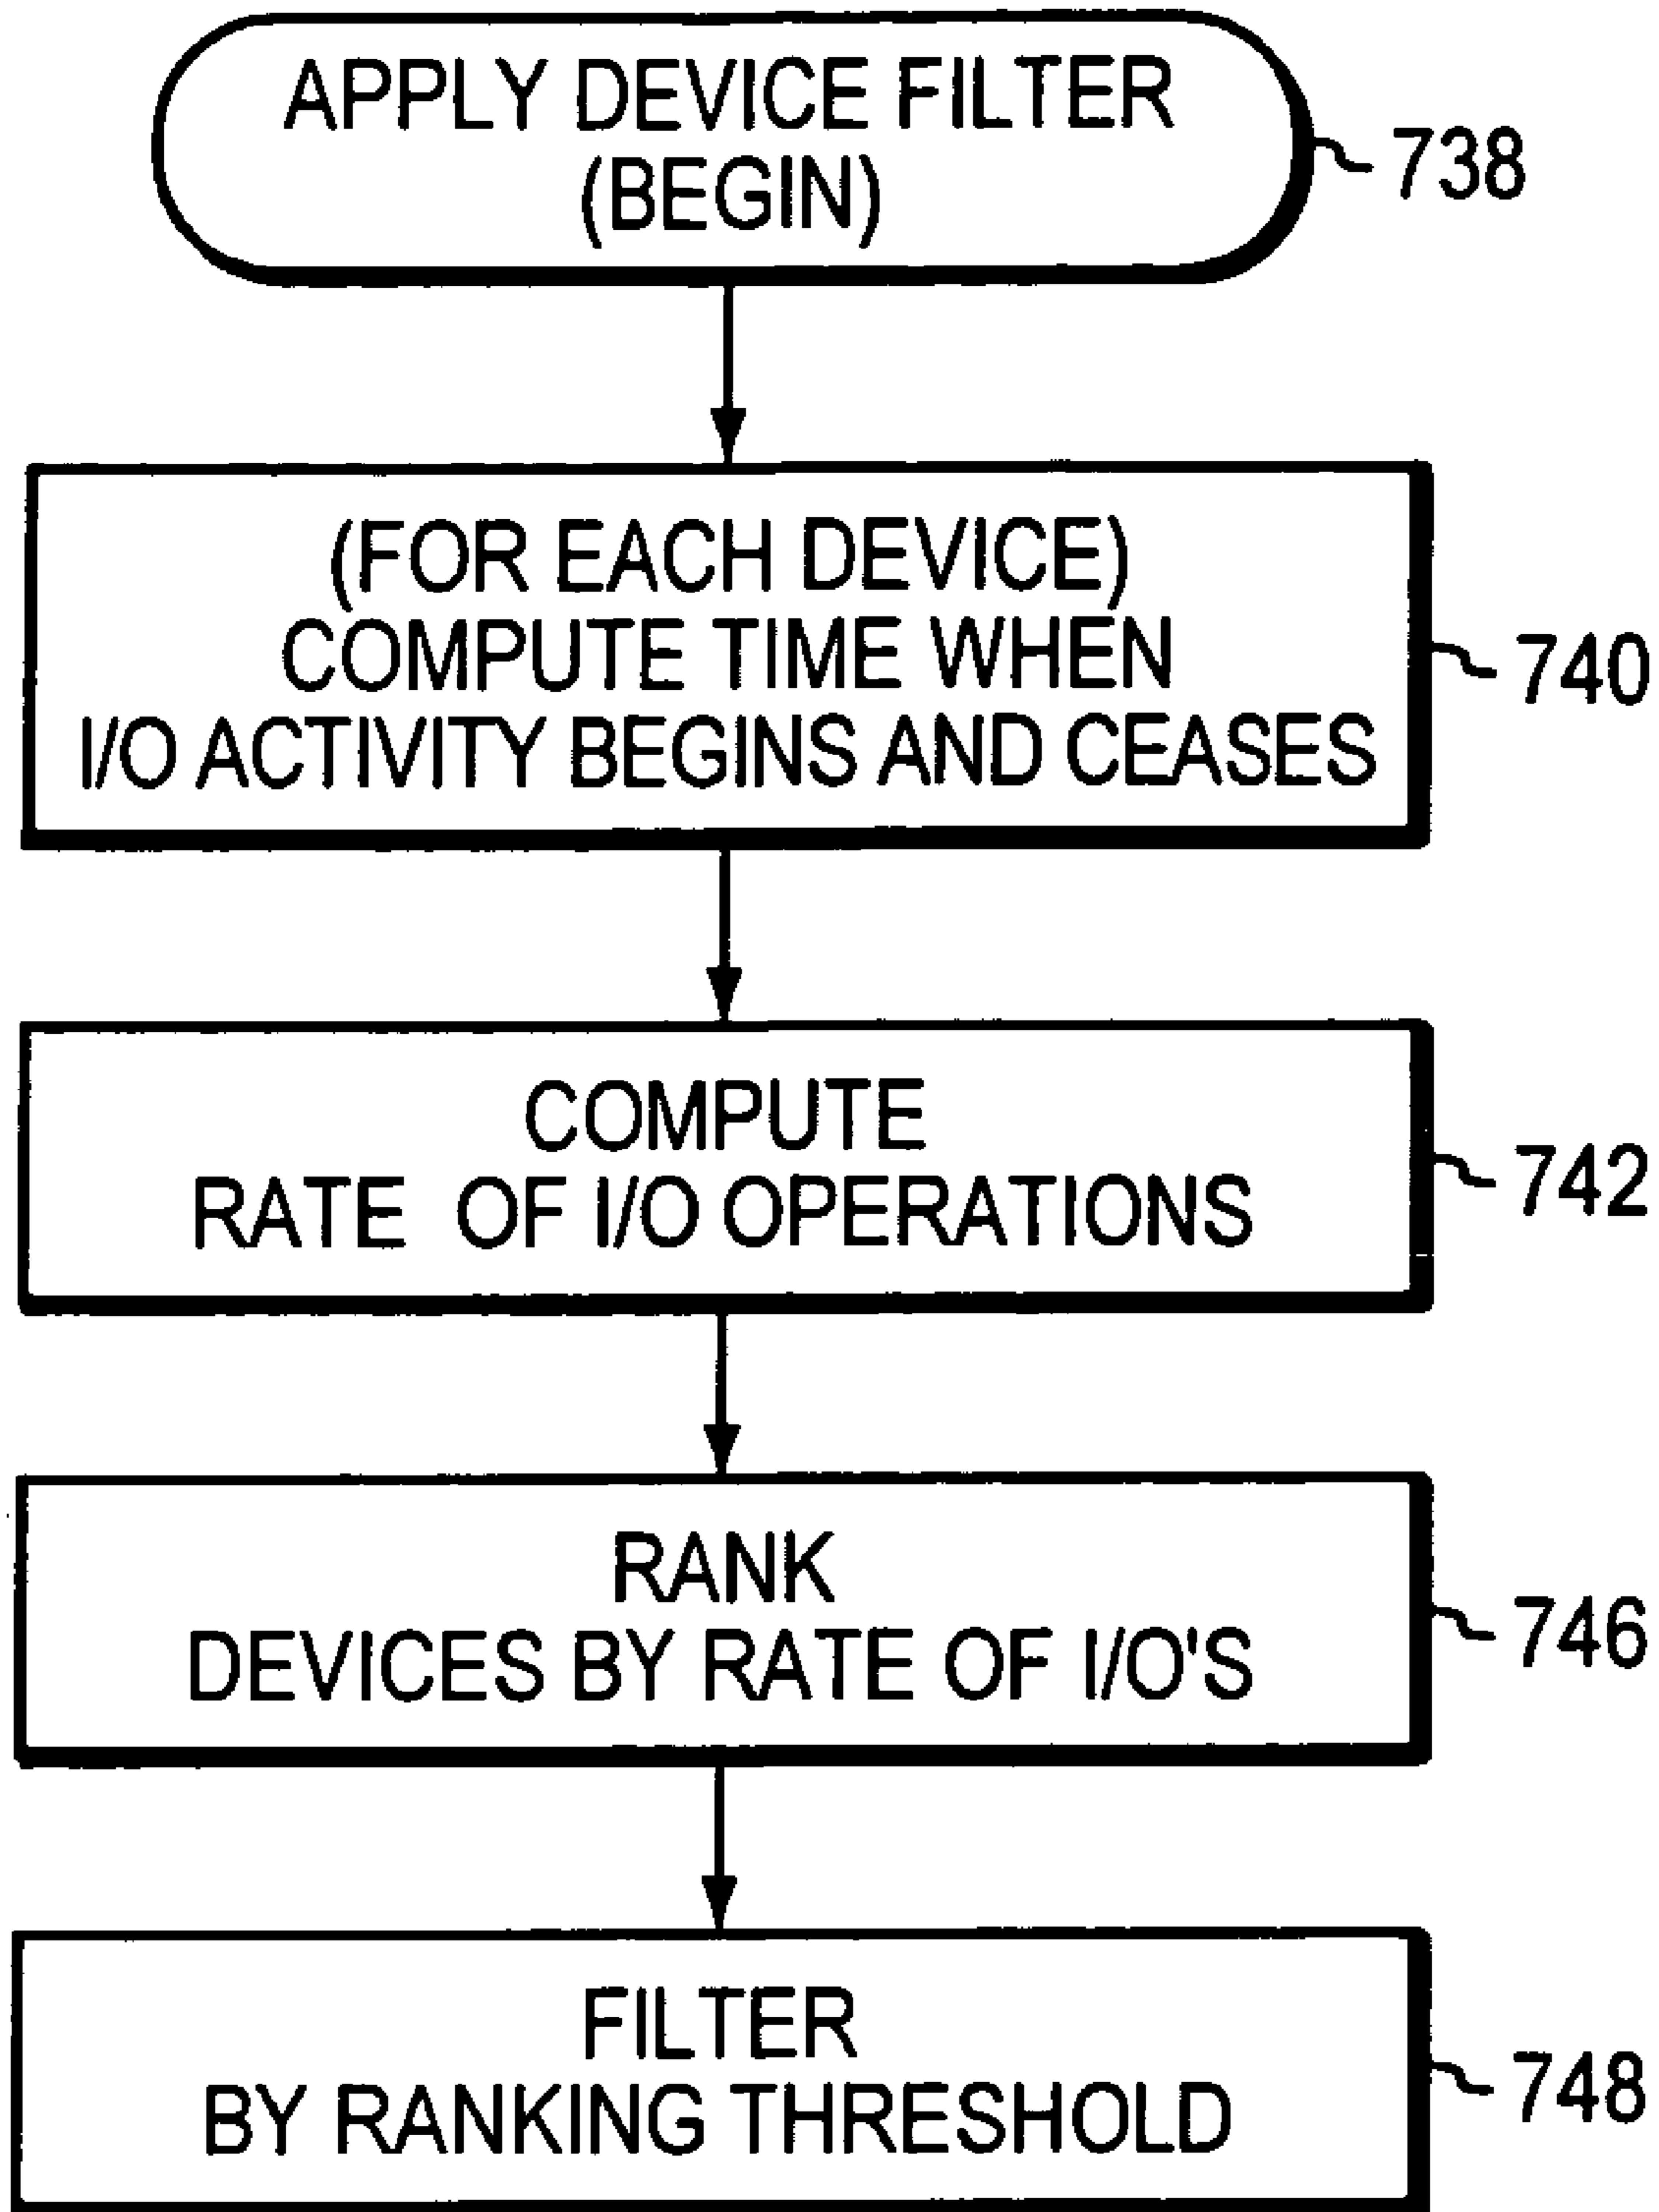 APPLY DEVICE FILTER
(BEGIN)
738
(FOR EACH DEVICE)
COMPUTE TIME WHEN
I/O ACTIVITY BEGINS AND CEASES
740
COMPUTE
RATE OF I/O OPERATIONS
742
RANK
DEVICES BY RATE OF I/O'S
746
FILTER
BY RANKING THRESHOLD
748